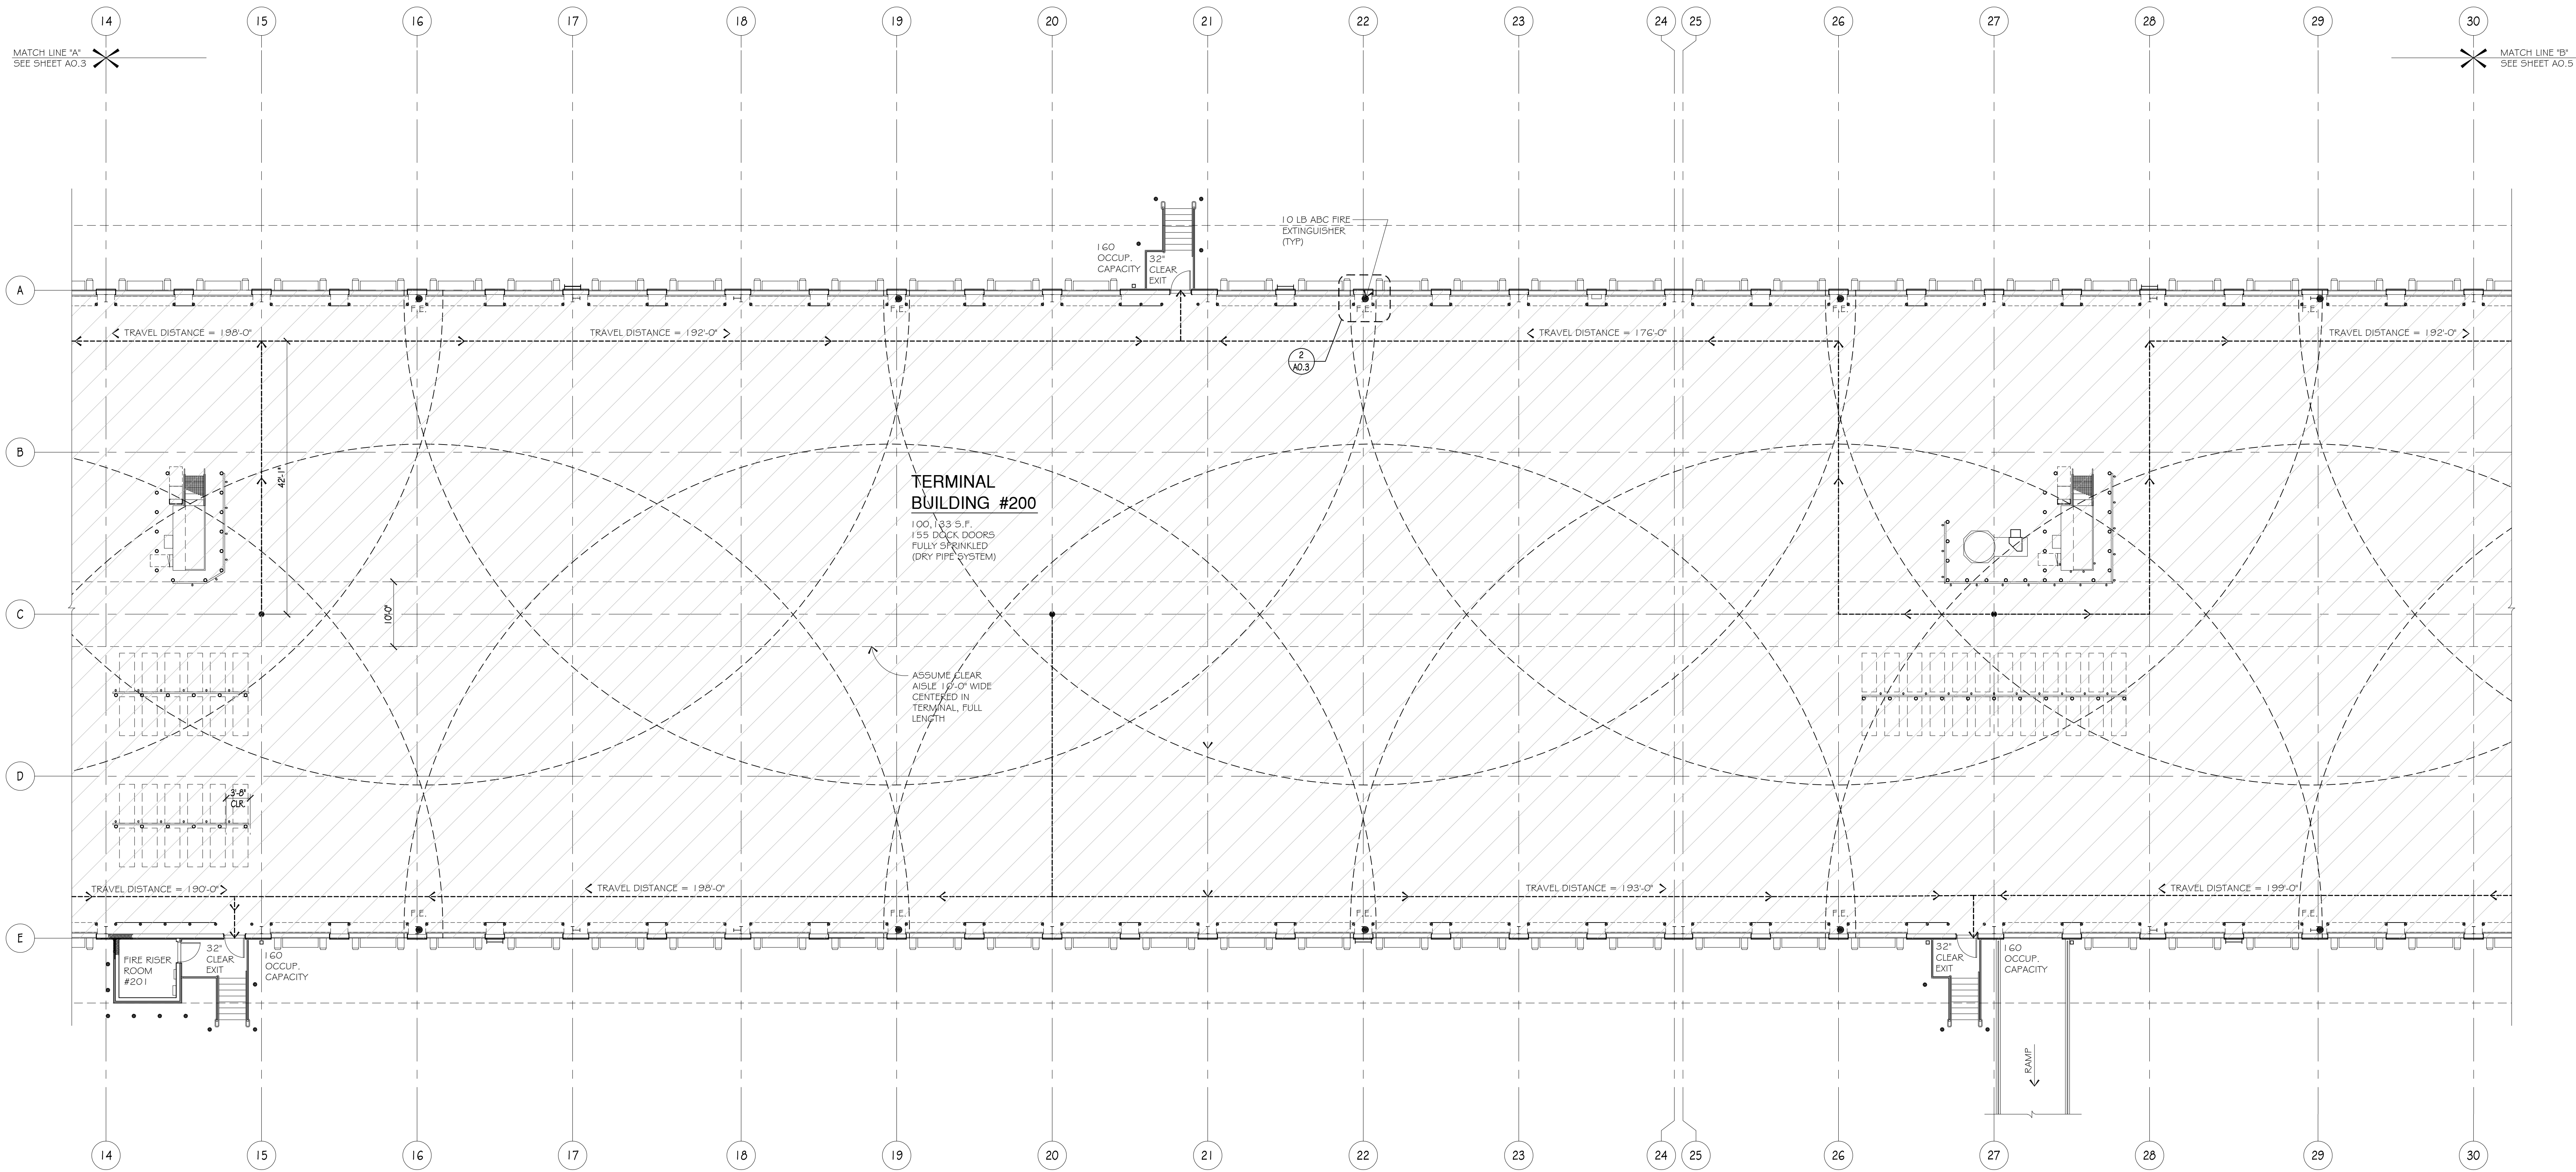 14 15 16 17 18 19 20 21 22 23 24 25 26 27 28 29 30
MATCH LINE "A"
SEE SHEET A0.3
MATCH LINE "B"
SEE SHEET A0.5
160
OCCUP.
CAPACITY
32"
CLEAR
EXIT
10 LB ABC FIRE
EXTINGUISHER
(TYP)
A
F.E. F.E. F.E. F.E. F.E.
TRAVEL DISTANCE = 198'-0"
TRAVEL DISTANCE = 192'-0"
TRAVEL DISTANCE = 176'-0"
TRAVEL DISTANCE = 192'-0"
2
A0.3
B
42'-1"
TERMINAL
BUILDING #200
100,133 S.F.
155 DOCK DOORS
FULLY SPRINKLED
(DRY PIPE SYSTEM)
C
10'-0"
ASSUME CLEAR
AISLE 10'-0" WIDE
CENTERED IN
TERMINAL, FULL
LENGTH
D
3'-8"
CLR.
TRAVEL DISTANCE = 190'-0"
TRAVEL DISTANCE = 198'-0"
TRAVEL DISTANCE = 193'-0"
TRAVEL DISTANCE = 199'-0"
F.E. F.E. F.E. F.E. F.E.
E
FIRE RISER
ROOM
#201
32"
CLEAR
EXIT
160
OCCUP.
CAPACITY
32"
CLEAR
EXIT
160
OCCUP.
CAPACITY
RAMP
14 15 16 17 18 19 20 21 22 23 24 25 26 27 28 29 30